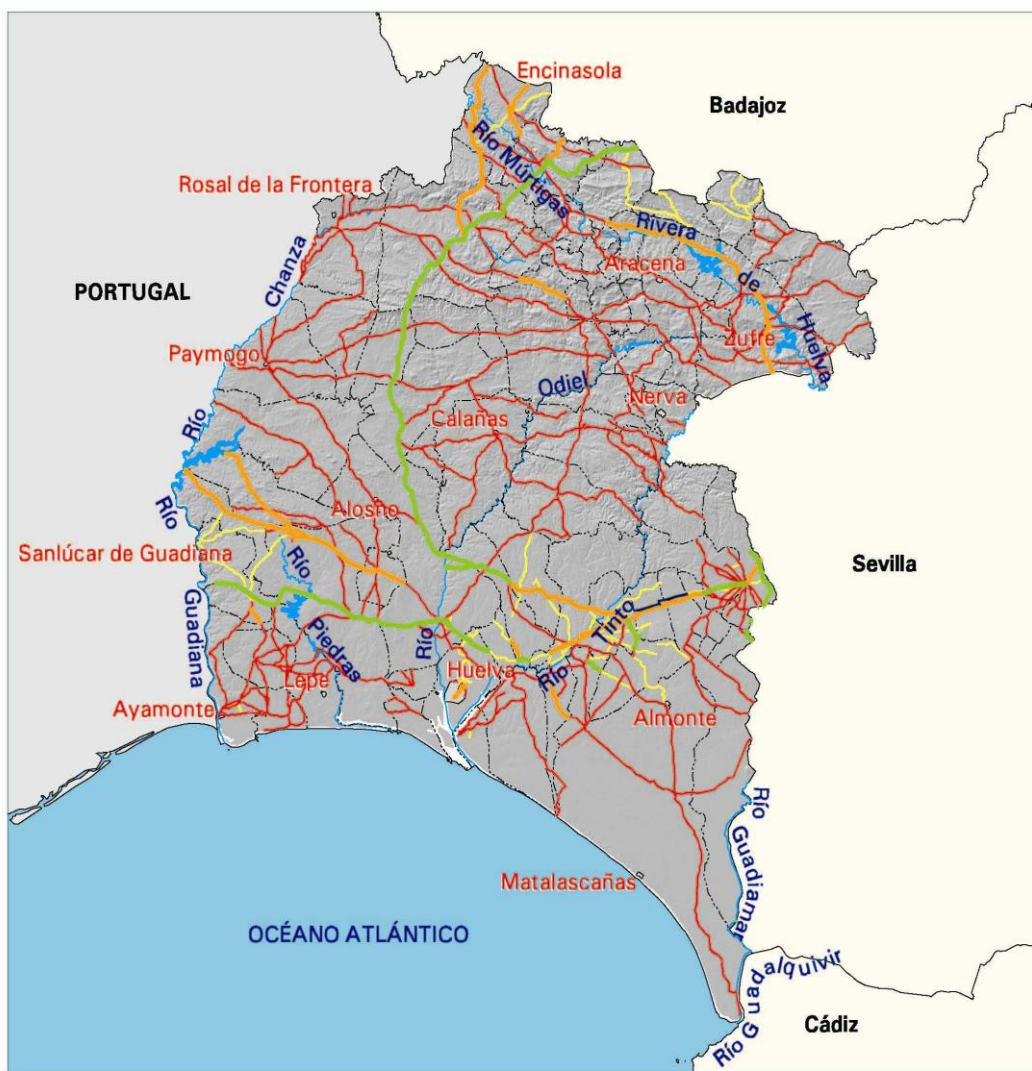 Encinasola
Badajoz
Río Múrtigas
Rosal de la Frontera
Rivera de Huelva
Aracena
Chanza
PORTUGAL
Zufre
Paymogo
Odiel
Nerva
Calañas
Río
Río
Alosno
Sanlúcar de Guadiana
Río
Sevilla
Guadiana
Piedras
Tinto
Río
Río
Huelva
Lepe
Ayamonte
Almonte
Río
Guadiamar
Matalascañas
OCÉANO ATLÁNTICO
Río Guadalquivir
Cádiz